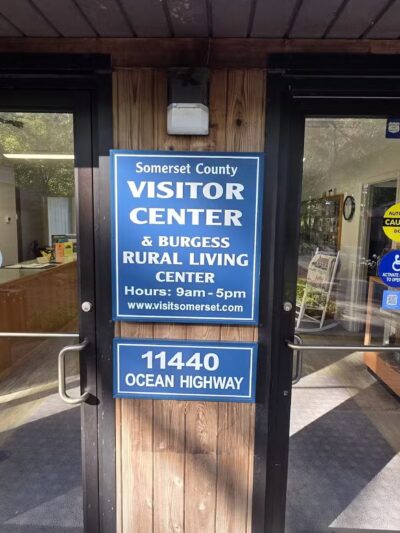 Somerset County
VISITOR
CENTER
& BURGESS
RURAL LIVING
CENTER
Hours: 9am - 5pm
www.visitsomerset.com
11440
OCEAN HIGHWAY